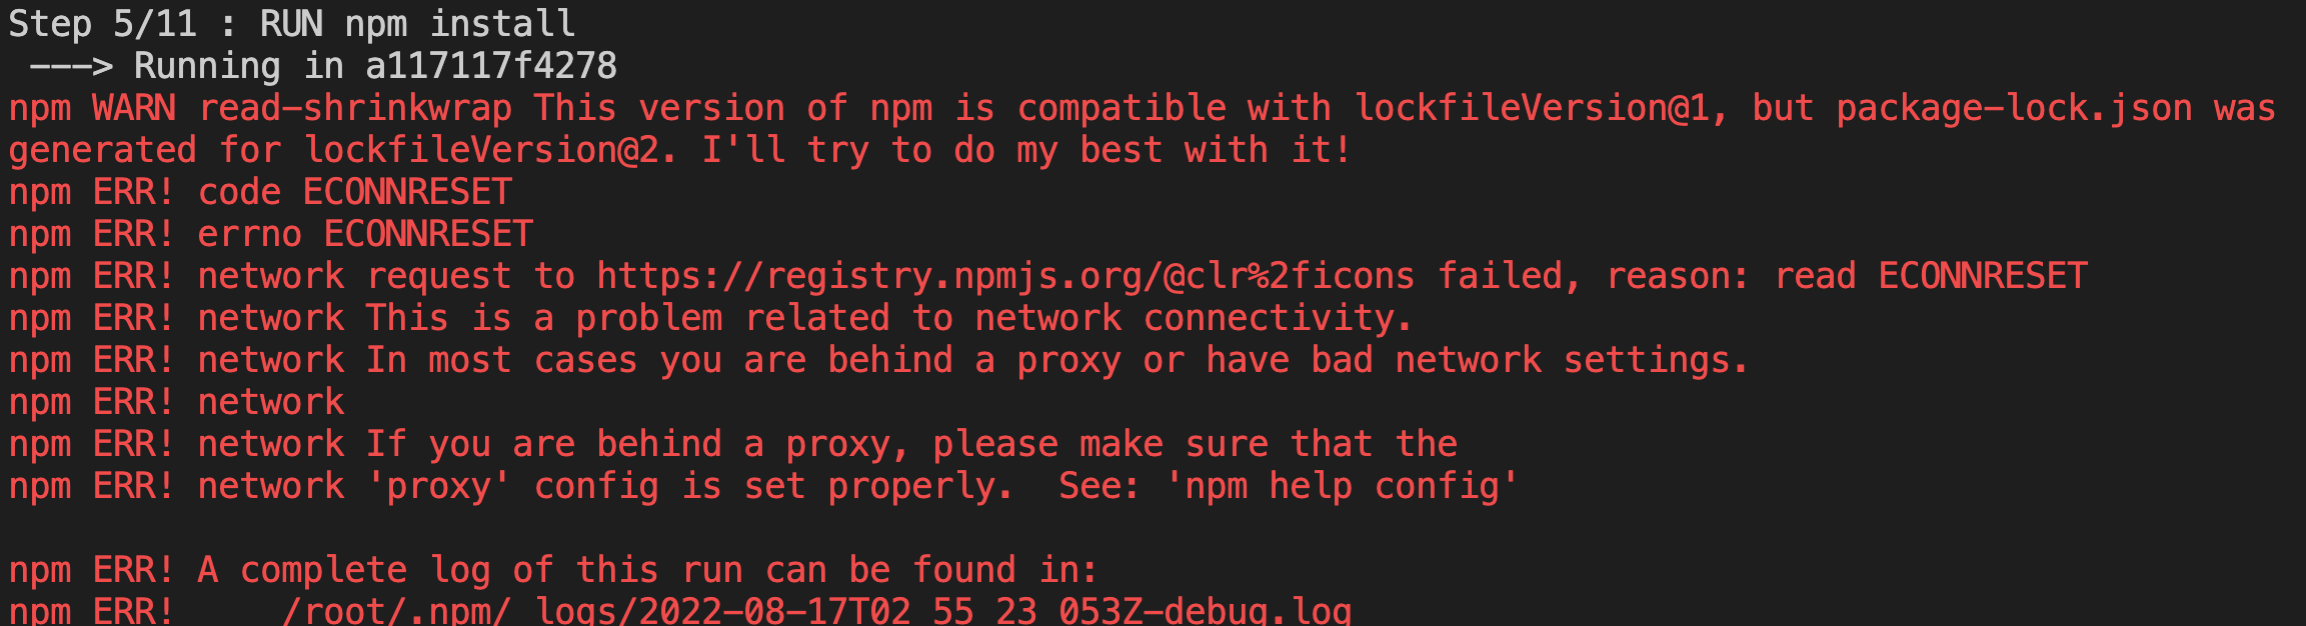 Step 5/11 : RUN npm install
 ---> Running in a117117f4278
npm WARN read-shrinkwrap This version of npm is compatible with lockfileVersion@1, but package-lock.json was
generated for lockfileVersion@2. I'll try to do my best with it!
npm ERR! code ECONNRESET
npm ERR! errno ECONNRESET
npm ERR! network request to https://registry.npmjs.org/@clr%2ficons failed, reason: read ECONNRESET
npm ERR! network This is a problem related to network connectivity.
npm ERR! network In most cases you are behind a proxy or have bad network settings.
npm ERR! network
npm ERR! network If you are behind a proxy, please make sure that the
npm ERR! network 'proxy' config is set properly.  See: 'npm help config'

npm ERR! A complete log of this run can be found in:
npm ERR!     /root/.npm/_logs/2022-08-17T02_55_23_053Z-debug.log